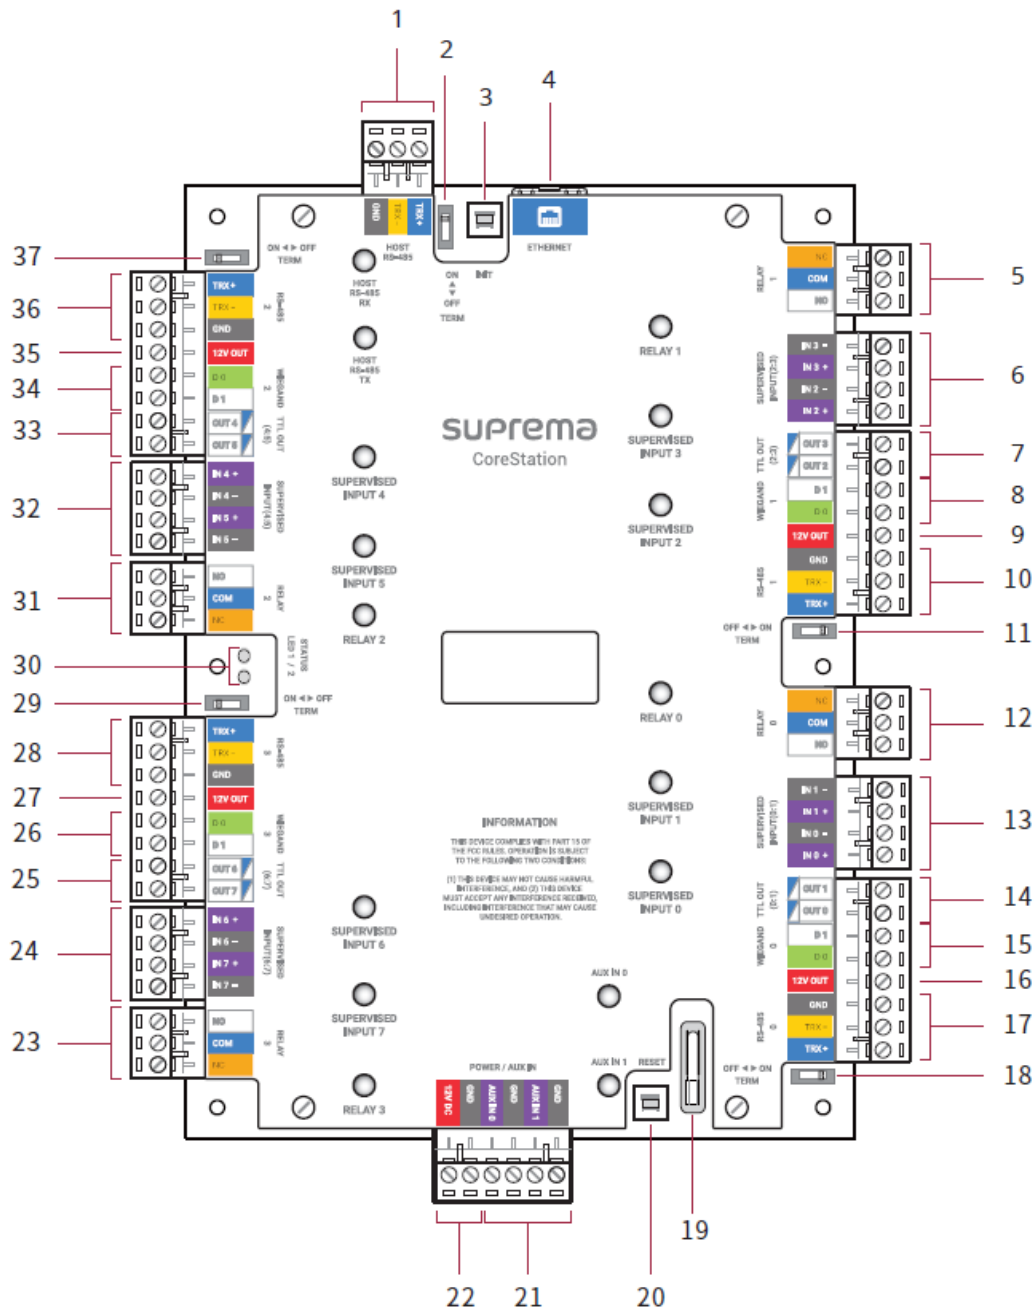 1
2
3
4
GND
TRX -
TRX+
HOST
RS-485
ON
OFF
TERM
INIT
ETHERNET
HOST
RS-485
RX
HOST
RS-485
TX
suprema
CoreStation
37
ON ◄ ► OFF
TERM
36
TRX+
TRX -
GND
RS-485
2
35
12V OUT
34
D 0
D 1
WIEGAND
2
33
OUT 4
OUT 5
TTL OUT
(4:5)
32
IN 4 +
IN 4 -
IN 5 +
IN 5 -
SUPERVISED
INPUT(4:5)
31
NO
COM
NC
RELAY
2
30
STATUS
LED 1 / 2
29
ON ◄ ► OFF
TERM
28
TRX+
TRX -
GND
RS-485
3
27
12V OUT
26
D 0
D 1
WIEGAND
3
25
OUT 6
OUT 7
TTL OUT
(6:7)
24
IN 6 +
IN 6 -
IN 7 +
IN 7 -
SUPERVISED
INPUT(6:7)
23
NO
COM
NC
RELAY
3
SUPERVISED
INPUT 4
SUPERVISED
INPUT 5
RELAY 2
SUPERVISED
INPUT 6
SUPERVISED
INPUT 7
RELAY 3
RELAY 1
SUPERVISED
INPUT 3
SUPERVISED
INPUT 2
RELAY 0
SUPERVISED
INPUT 1
SUPERVISED
INPUT 0
AUX IN 0
AUX IN 1
INFORMATION
THIS DEVICE COMPLIES WITH PART 15 OF
THE FCC RULES. OPERATION IS SUBJECT
TO THE FOLLOWING TWO CONDITIONS:
(1) THIS DEVICE MAY NOT CAUSE HARMFUL
INTERFERENCE, AND (2) THIS DEVICE
MUST ACCEPT ANY INTERFERENCE RECEIVED,
INCLUDING INTERFERENCE THAT MAY CAUSE
UNDESIRED OPERATION.
RELAY
1
NC
COM
NO
5
SUPERVISED
INPUT(2:3)
IN 3 -
IN 3 +
IN 2 -
IN 2 +
6
TTL OUT
(2:3)
OUT 3
OUT 2
7
WIEGAND
1
D 1
D 0
8
12V OUT
9
RS-485
1
GND
TRX -
TRX+
10
OFF ◄ ► ON
TERM
11
RELAY
0
NC
COM
NO
12
SUPERVISED
INPUT(0:1)
IN 1 -
IN 1 +
IN 0 -
IN 0 +
13
TTL OUT
(0:1)
OUT 1
OUT 0
14
WIEGAND
0
D 1
D 0
15
12V OUT
16
RS-485
0
GND
TRX -
TRX+
17
OFF ◄ ► ON
TERM
18
POWER / AUX IN
12V DC
GND
AUX IN 0
GND
AUX IN 1
GND
RESET
19
20
21
22